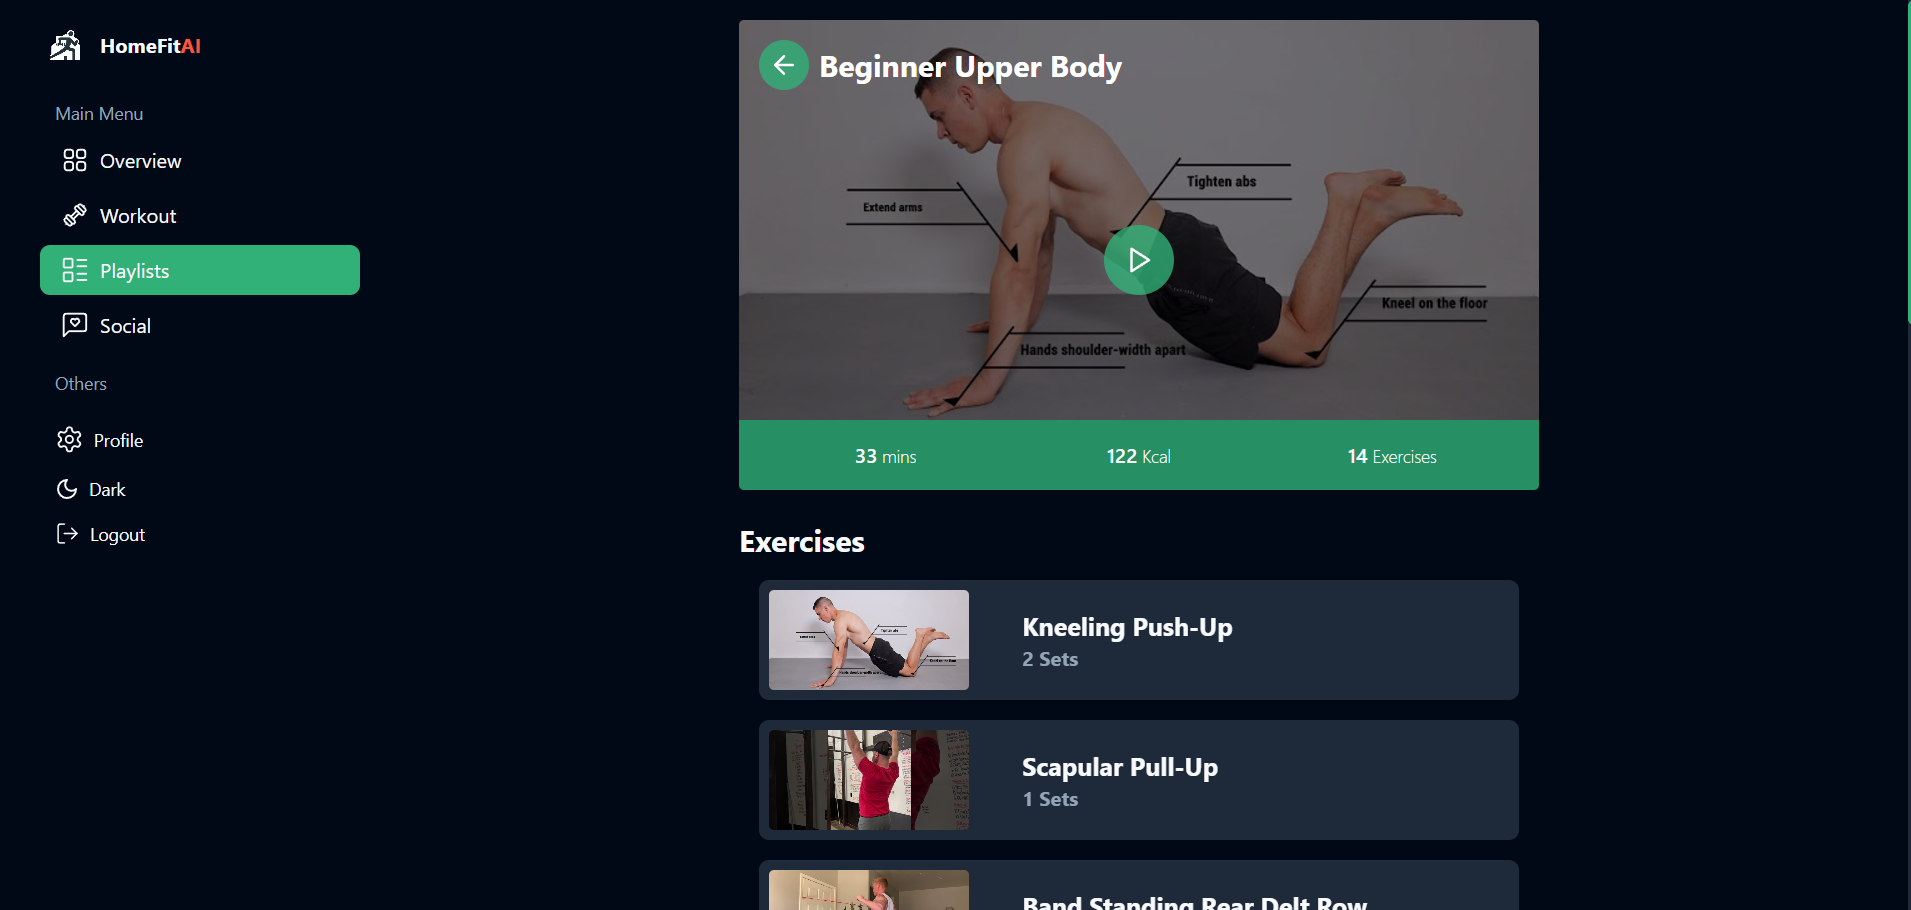 HomeFitAI
Main Menu
Overview
Workout
Playlists
Social
Others
Profile
Dark
Logout
Beginner Upper Body
Extend arms
Tighten abs
Kneel on the floor
Hands shoulder-width apart
33 mins
122 Kcal
14 Exercises
Exercises
Kneeling Push-Up
2 Sets
Scapular Pull-Up
1 Sets
Band Standing Rear Delt Row